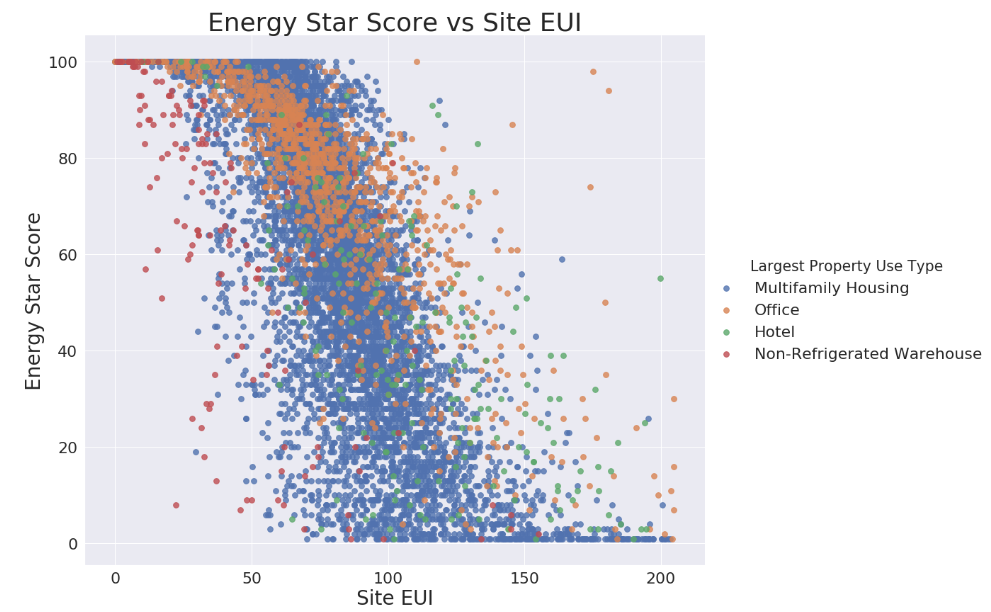 Energy Star Score vs Site EUI
100
80
60
40
20
0
Energy Star Score
0 50 100 150 200
Site EUI
Largest Property Use Type
Multifamily Housing
Office
Hotel
Non-Refrigerated Warehouse